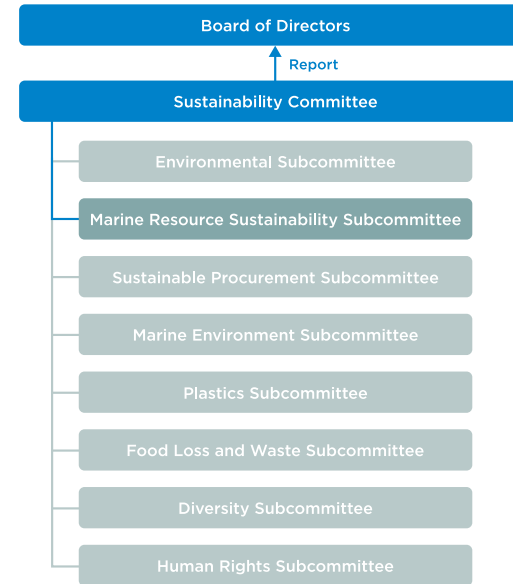 Board of Directors
Report
Sustainability Committee
Environmental Subcommittee
Marine Resource Sustainability Subcommittee
Sustainable Procurement Subcommittee
Marine Environment Subcommittee
Plastics Subcommittee
Food Loss and Waste Subcommittee
Diversity Subcommittee
Human Rights Subcommittee